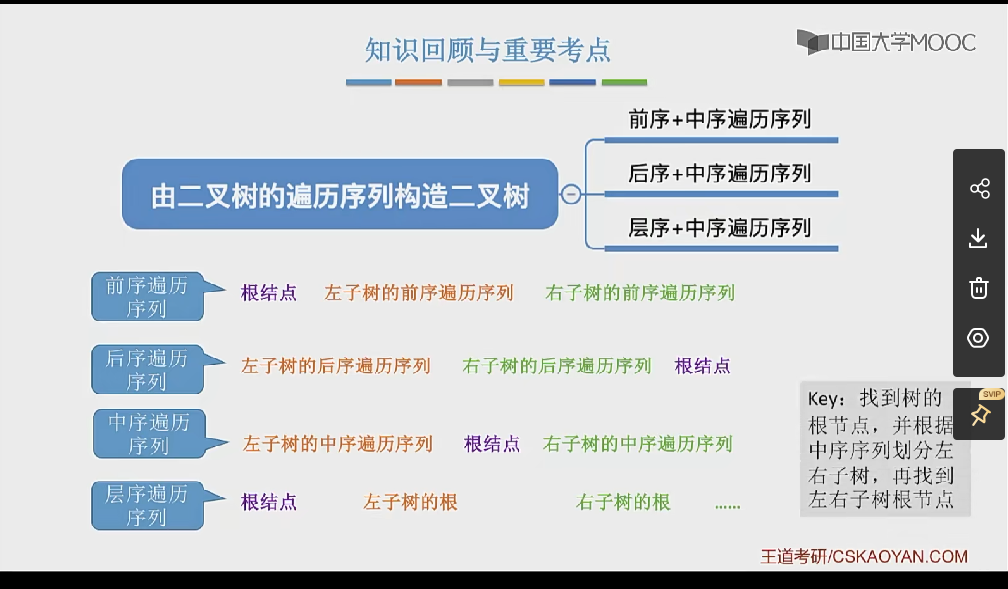 知识回顾与重要考点
中国大学MOOC
前序+中序遍历序列
由二叉树的遍历序列构造二叉树
后序+中序遍历序列
层序+中序遍历序列
前序遍历
序列
根结点 左子树的前序遍历序列 右子树的前序遍历序列
后序遍历
序列
左子树的后序遍历序列 右子树的后序遍历序列 根结点
中序遍历
序列
左子树的中序遍历序列 根结点 右子树的中序遍历序列
层序遍历
序列
根结点 左子树的根 右子树的根 ......
SVIP
Key：找到树的
根节点，并根据
中序序列划分左
右子树，再找到
左右子树根节点
王道考研/CSKAOYAN.COM